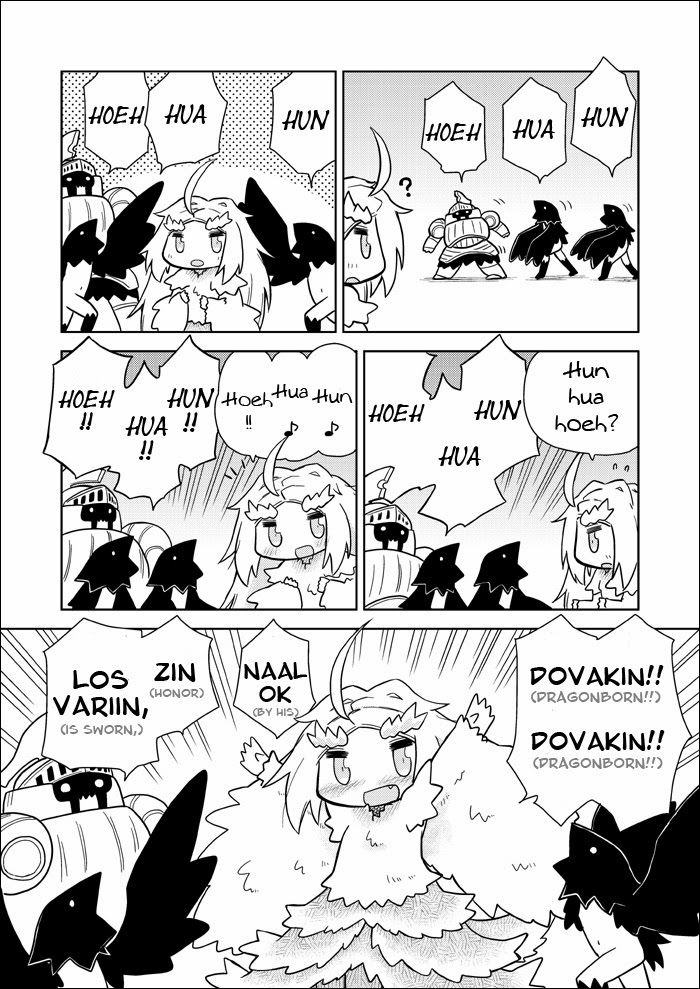 HUN
HUA
HOEH
?
HUN
HUA
HOEH
Hun
hua
hoeh?
HUN
HUA
HOEH
Hun
Hua
Hoeh
!!
HUN
!!
HUA
!!
HOEH
!!
DOVAKIN!!
(DRAGONBORN!!)
DOVAKIN!!
(DRAGONBORN!!)
NAAL
OK
(BY HIS)
ZIN
(HONOR)
LOS
VARIIN,
(IS SWORN,)